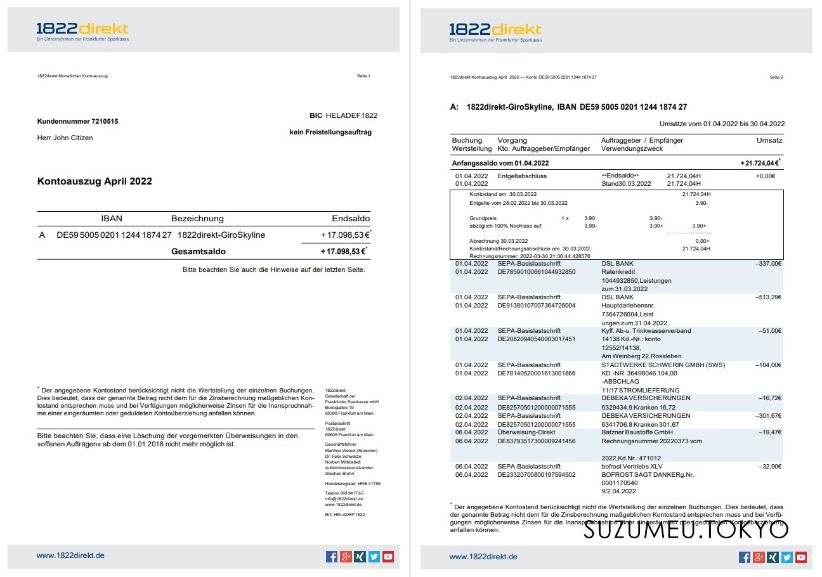 1822direkt
Ein Unternehmen der Frankfurter Sparkasse
1822direkt Monatlicher Kontoauszug Seite 1
BIC HELADEF1822
Kundennummer 7210515
kein Freistellungsauftrag
Herr John Citizen
Kontoauszug April 2022
IBAN Bezeichnung Endsaldo
A DE59 5005 0201 1244 1874 27 1822direkt-GiroSkyline + 17.098,53 €*
Gesamtsaldo + 17.098,53 €*
Bitte beachten Sie auch die Hinweise auf der letzten Seite.
* Der angegebene Kontostand berücksichtigt nicht die Wertstellung der einzelnen Buchungen.
Dies bedeutet, dass der genannte Betrag nicht dem für die Zinsberechnung maßgeblichen Kon-
tostand entsprechen muss und bei Verfügungen möglicherweise Zinsen für die Inanspruchnah-
me einer eingeräumten oder geduldeten Kontoüberziehung anfallen können.
Bitte beachten Sie, dass eine Löschung der vorgemerkten Überweisungen in den
»offenen Aufträgen« ab dem 01.01.2018 nicht mehr möglich ist.
1822direkt
Gesellschaft der
Frankfurter Sparkasse mbH
Borsigallee 19
60388 Frankfurt am Main
Postanschrift
1822direkt
60608 Frankfurt am Main
Geschäftsführer:
Stephan Bruhn
Telefon 069 94170-0
info@1822direkt.de
www.1822direkt.de
BIC HELADEF1822
www.1822direkt.de
1822direkt
Ein Unternehmen der Frankfurter Sparkasse
1822direkt Kontoauszug April 2022 — Konto DE59 5005 0201 1244 1874 27 Seite 2
A: 1822direkt-GiroSkyline, IBAN DE59 5005 0201 1244 1874 27
Umsätze vom 01.04.2022 bis 30.04.2022
Buchung Vorgang Auftraggeber / Empfänger Umsatz
Wertstellung Kto. Auftraggeber/Empfänger Verwendungszweck
Anfangssaldo vom 01.04.2022 + 21.724,04 €*
01.04.2022 Entgeltabschluss **Endsaldo** 21.724,04H +0,00€
01.04.2022 Stand30.03.2022 21.724,04H
Kontostand am 30.03.2022 21.724,04H
Entgelte vom 28.02.2022 bis 30.03.2022 3,90-
Grundpreis 1 x 3,90 3,90-
abzüglich 100% Nachlass auf 3,90- 3,90+ 3,90+
Abrechnung 30.03.2022 0,00+
Kontostand/Rechnungsabschluss am 30.03.2022 21.724,04H
Rechnungsnummer: 2022-03-30 21:36:44.428576
01.04.2022 SEPA-Basislastschrift DSL BANK –337,00€
01.04.2022 DE78590100661044932850 Ratenkredit
1044932850,Leistungen
zum 31.03.2022
01.04.2022 SEPA-Basislastschrift DSL BANK –513,29€
01.04.2022 DE91380107007364726004 Hauptdarlehensnr.
7364726004,Leist
ungen zum 31.04.2022
01.04.2022 SEPA-Basislastschrift Kyff. Ab-u. Trinkwasserverband –51,00€
01.04.2022 DE20820940540003017451 14138 Kd.-Nr.: konto
12552/14138,
Am Weinberg 22,Rossleben
01.04.2022 SEPA-Basislastschrift STADTWERKE SCHWERIN GMBH (SWS) –104,00€
01.04.2022 DE78140520001613001866 KD -NR 36498046 104,00
-ABSCHLAG
11/17 STROMLIEFERUNG
02.04.2022 SEPA-Basislastschrift DEBEKA VERSICHERUNGEN –16,72€
02.04.2022 DE82570501200000071555 6329434.9 Kranken 16,72
02.04.2022 SEPA-Basislastschrift DEBEKA VERSICHERUNGEN –301,67€
02.04.2022 DE82570501200000071555 6341706.8 Kranken 301,67
06.04.2022 Überweisung-Direkt Batzner Baustoffe GmbH –19,47€
06.04.2022 DE83793517300009241456 Rechnungsnummer 20220373 vom
2022,Kd.Nr.:471012
06.04.2022 SEPA-Basislastschrift bofrost Vertriebs XLV –32,90€
06.04.2022 DE23320700800197594502 BOFROST SAGT DANKERg.Nr.
0001170540
9/2.04.2022
* Der angegebene Kontostand berücksichtigt nicht die Wertstellung der einzelnen Buchungen. Dies bedeutet, dass
der genannte Betrag nicht dem für die Zinsberechnung maßgeblichen Kontostand entsprechen muss und bei Verfü-
gungen möglicherweise Zinsen für die Inanspruchnahme einer eingeräumten oder geduldeten Kontoüberziehung
anfallen können.
SUZUMEU.TOKYO
www.1822direkt.de